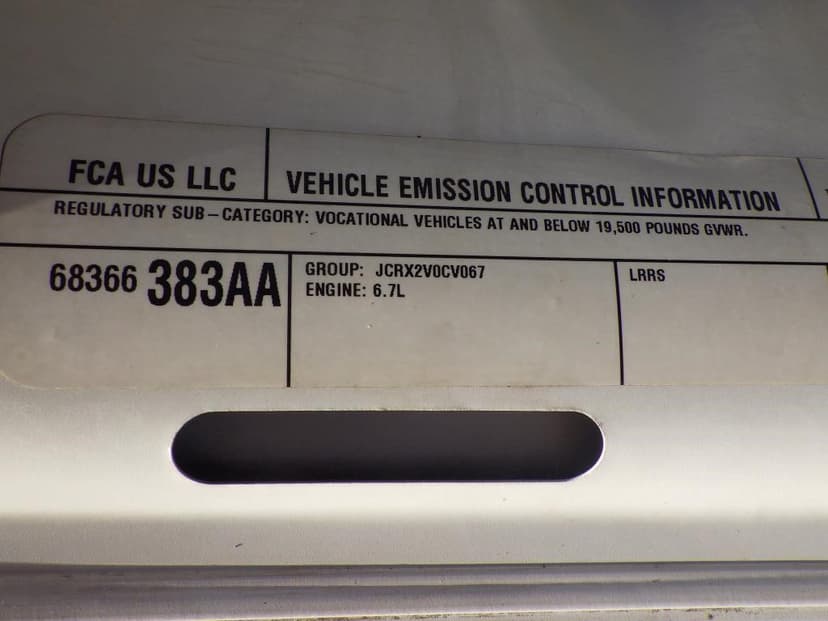 FCA US LLC
VEHICLE EMISSION CONTROL INFORMATION
REGULATORY SUB-CATEGORY: VOCATIONAL VEHICLES AT AND BELOW 19,500 POUNDS GVWR.
68366 383AA
GROUP: JCRX2V0CV067
ENGINE: 6.7L
LRRS